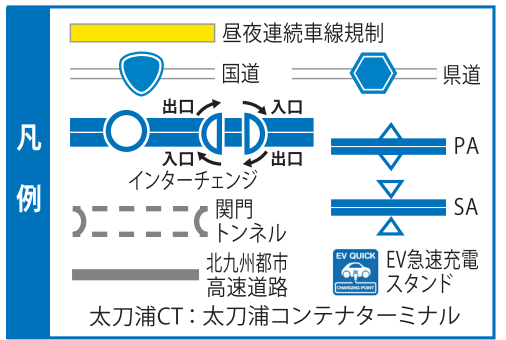 凡例
昼夜連続車線規制
国道
県道
出口
入口
入口
出口
インターチェンジ
PA
関門
トンネル
SA
北九州都市
高速道路
EV QUICK
CHARGING POINT
EV急速充電
スタンド
太刀浦CT：太刀浦コンテナターミナル